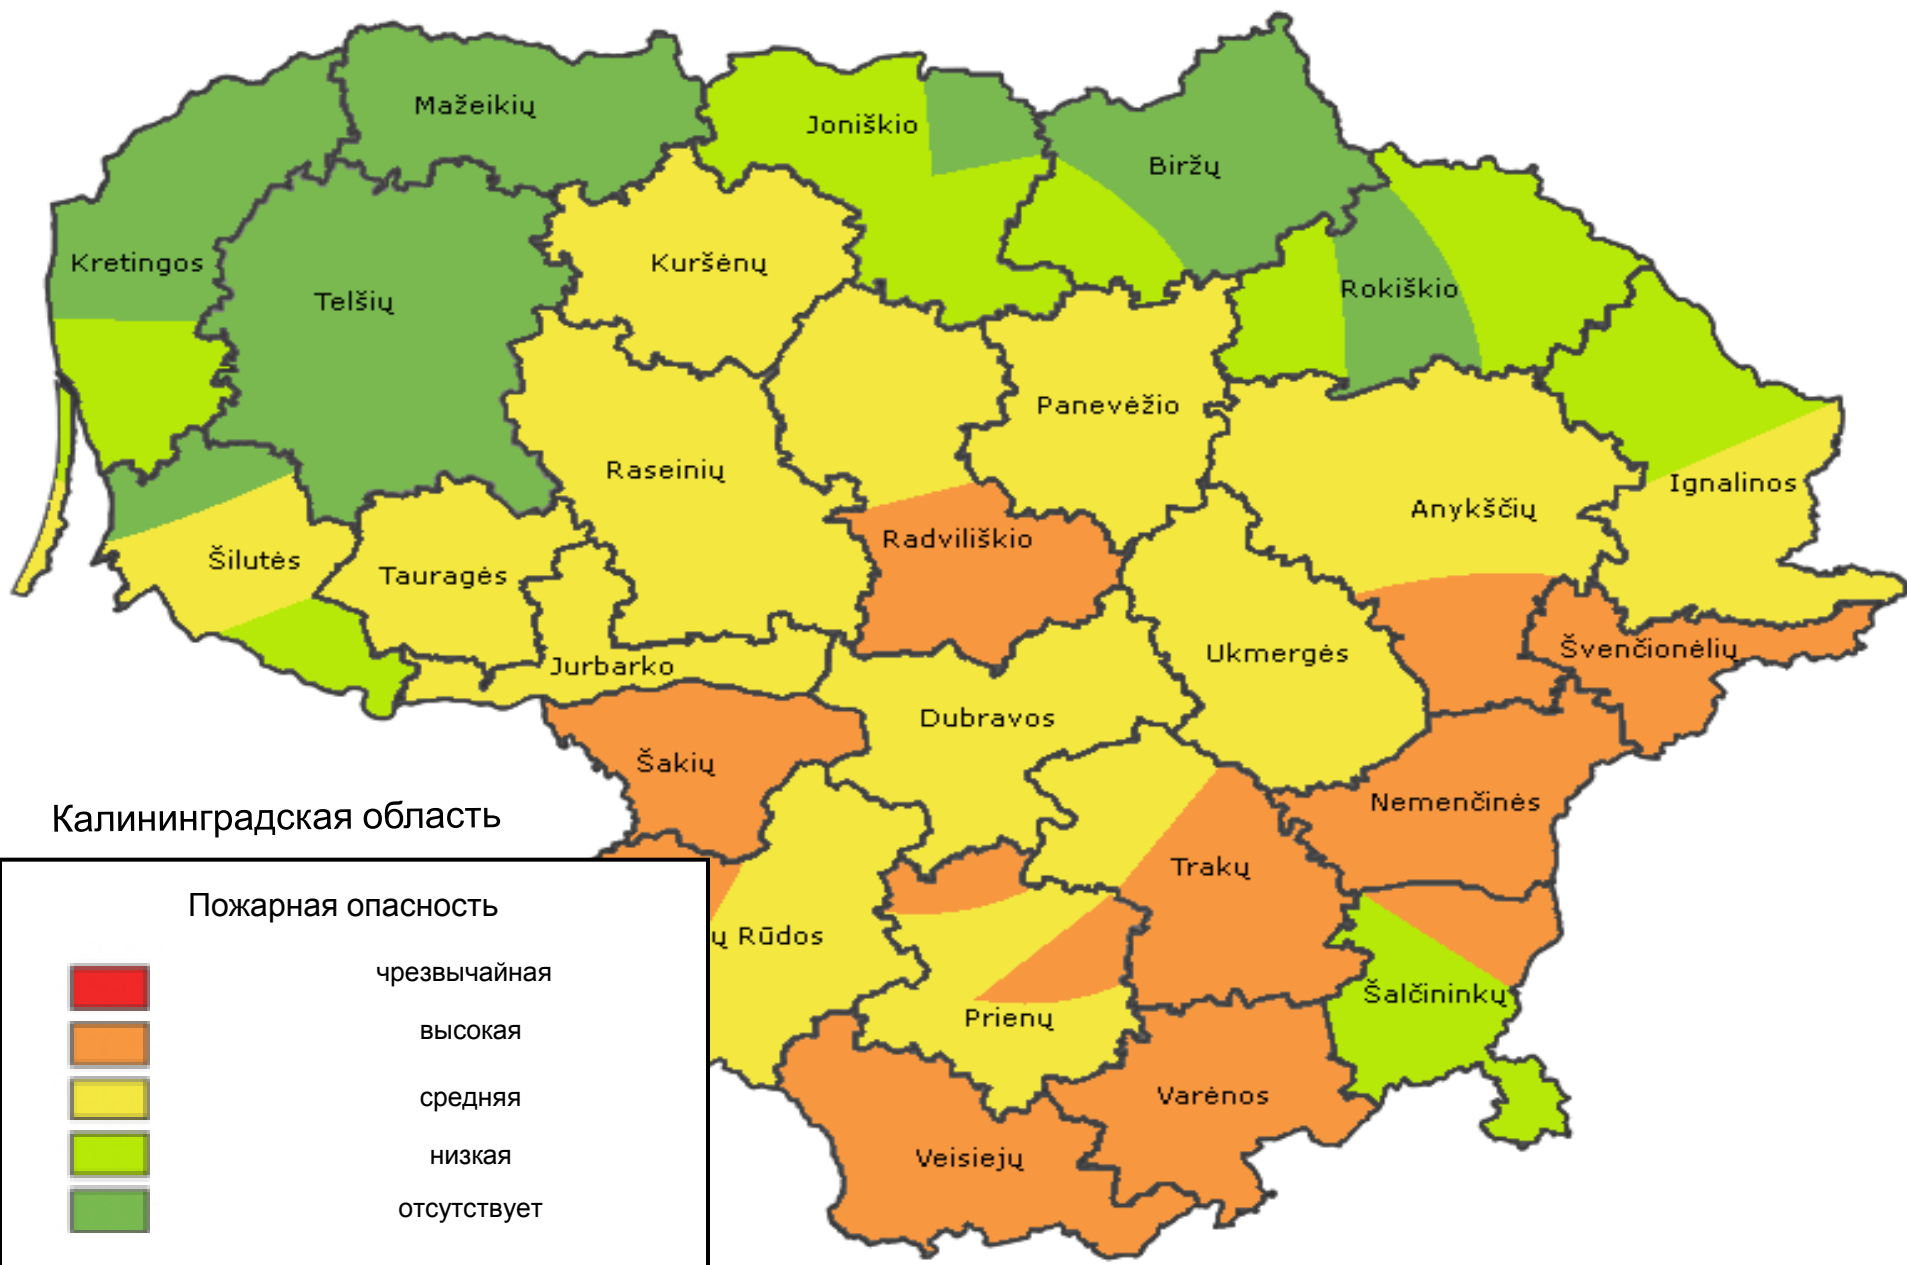 Mažeikių
Joniškio
Biržų
Kretingos
Telšių
Kuršėnų
Rokiškio
Panevėžio
Raseinių
Ignalinos
Anykščių
Radviliškio
Šilutės
Tauragės
Jurbarko
Ukmergės
Švenčionėlių
Dubravos
Šakių
Nemenčinės
Калининградская область
Trakų
ų Rūdos
Šalčininkų
Prienų
Varėnos
Veisiejų
Пожарная опасность
чрезвычайная
высокая
средняя
низкая
отсутствует